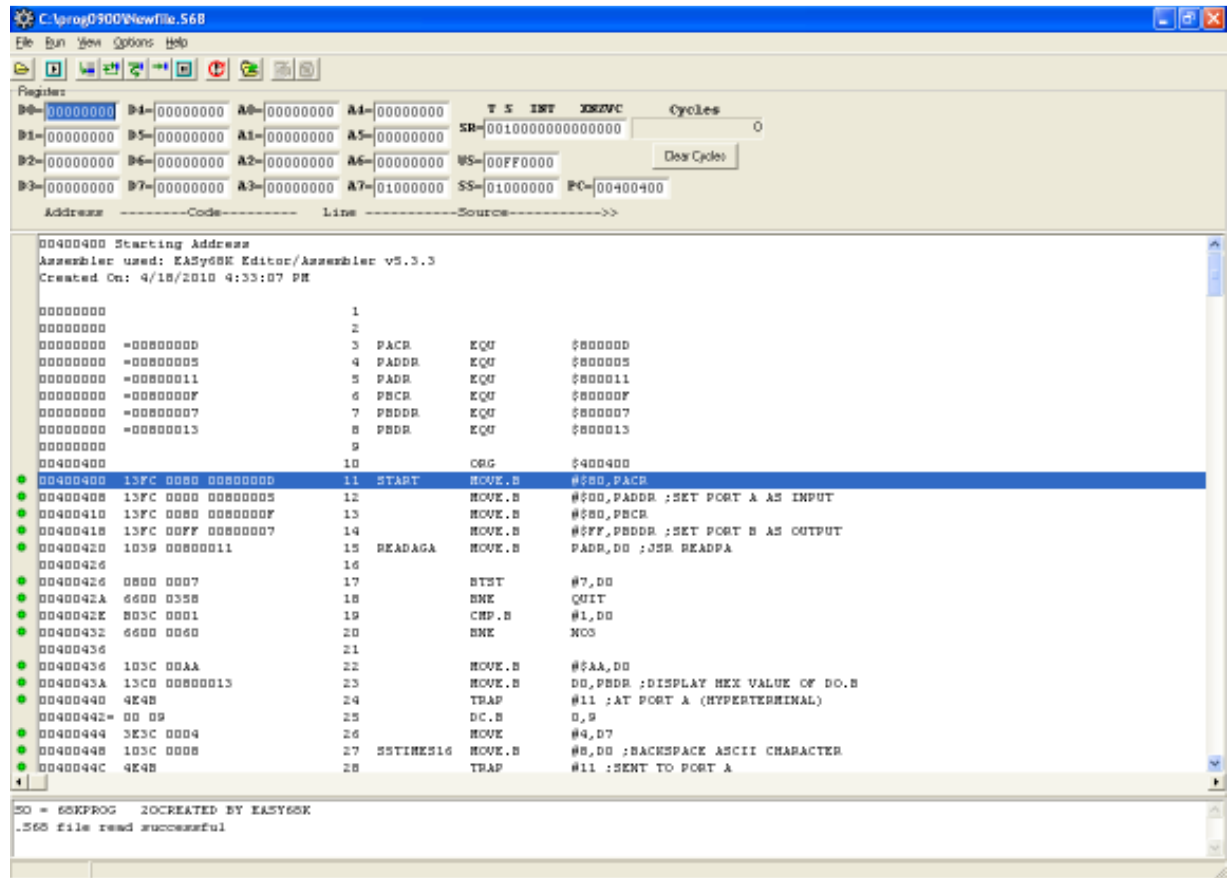 C:\prog0900\Newfile.S68
File Run View Options Help
Registers
D0= 00000000 D4= 00000000 A0= 00000000 A4= 00000000 T S INT XNZVC Cycles
D1= 00000000 D5= 00000000 A1= 00000000 A5= 00000000 SR= 0010000000000000 0
D2= 00000000 D6= 00000000 A2= 00000000 A6= 00000000 US= 00FF0000 Clear Cycles
D3= 00000000 D7= 00000000 A3= 00000000 A7= 01000000 SS= 01000000 PC= 00400400
Address --------Code--------- Line -----------Source----------->>
00400400 Starting Address
Assembler used: EASy68K Editor/Assembler v5.3.3
Created On: 4/18/2010 4:33:07 PM
00000000 1
00000000 2
00000000 =0080000D 3 PACR EQU $80000D
00000000 =00800005 4 PADDR EQU $800005
00000000 =00800011 5 PADR EQU $800011
00000000 =0080000F 6 PBCR EQU $80000F
00000000 =00800007 7 PBDDR EQU $800007
00000000 =00800013 8 PBDR EQU $800013
00000000 9
00400400 10 ORG $400400
00400400 13FC 0080 0080000D 11 START MOVE.B #$80,PACR
00400408 13FC 0000 00800005 12 MOVE.B #$00,PADDR ;SET PORT A AS INPUT
00400410 13FC 0080 0080000F 13 MOVE.B #$80,PBCR
00400418 13FC 00FF 00800007 14 MOVE.B #$FF,PBDDR ;SET PORT B AS OUTPUT
00400420 1039 00800011 15 READAGA MOVE.B PADR,D0 ;JSR READPA
00400426 16
00400426 0800 0007 17 BTST #7,D0
0040042A 6600 0358 18 BNE QUIT
0040042E B03C 0001 19 CMP.B #1,D0
00400432 6600 0060 20 BNE NO3
00400436 21
00400436 103C 00AA 22 MOVE.B #$AA,D0
0040043A 13C0 00800013 23 MOVE.B D0,PBDR ;DISPLAY HEX VALUE OF DO.B
00400440 4E4B 24 TRAP #11 ;AT PORT A (HYPERTERMINAL)
00400442= 00 09 25 DC.B 0,9
00400444 3E3C 0004 26 MOVE #4,D7
00400448 103C 0008 27 SSTIMES16 MOVE.B #8,D0 ;BACKSPACE ASCII CHARACTER
0040044C 4E4B 28 TRAP #11 ;SENT TO PORT A
S0 = 68KPROG 20CREATED BY EASY68K
.S68 file read successful